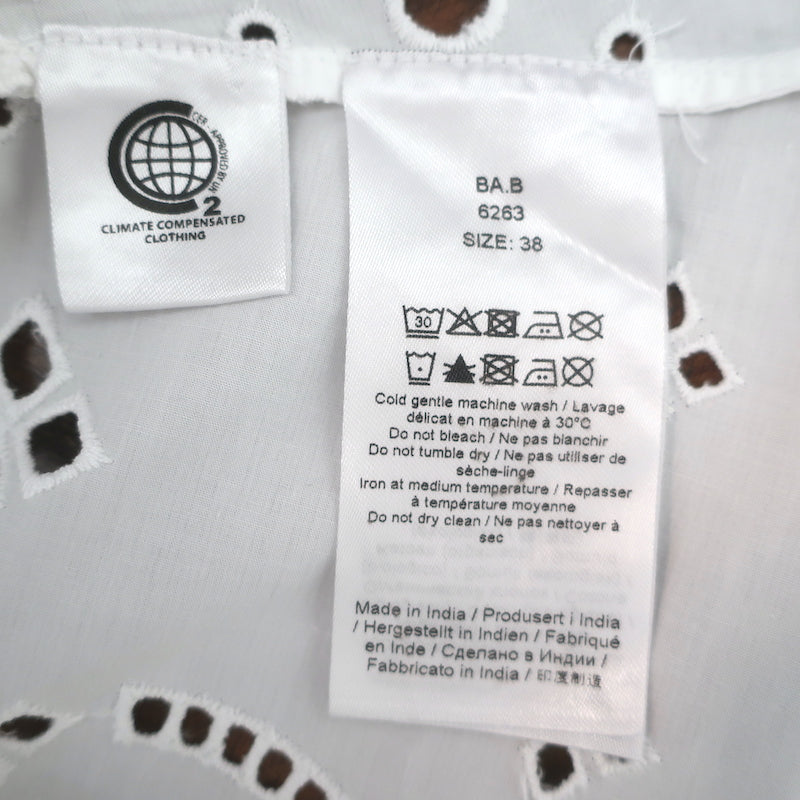 CER - APPROVED BY UN
2
CLIMATE COMPENSATED
CLOTHING
BA.B
6263
SIZE: 38
30
Cold gentle machine wash / Lavage
délicat en machine à 30°C
Do not bleach / Ne pas blanchir
Do not tumble dry / Ne pas utiliser de
sèche-linge
Iron at medium temperature / Repasser
à température moyenne
Do not dry clean / Ne pas nettoyer à
sec
Made in India / Produsert i India
/ Hergestellt in Indien / Fabriqué
en Inde / Сделано в Индии /
Fabbricato in India / 印度制造